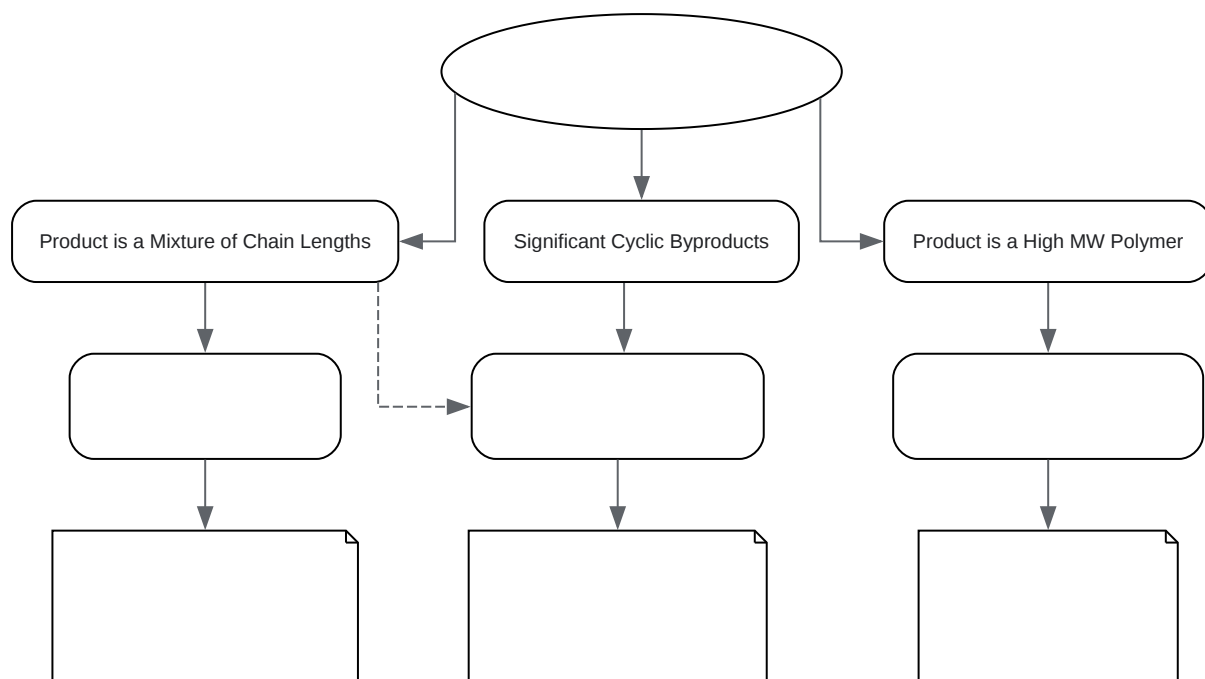 Product is a Mixture of Chain Lengths
Significant Cyclic Byproducts
Product is a High MW Polymer